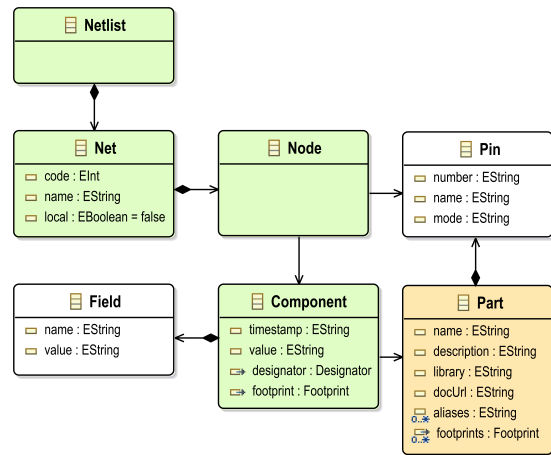 Netlist
Net
code : EInt
name : EString
local : EBoolean = false
Node
Pin
number : EString
name : EString
mode : EString
Field
name : EString
value : EString
Component
timestamp : EString
value : EString
designator : Designator
footprint : Footprint
Part
name : EString
description : EString
library : EString
docUrl : EString
aliases : EString
0..*
footprints : Footprint
0..*